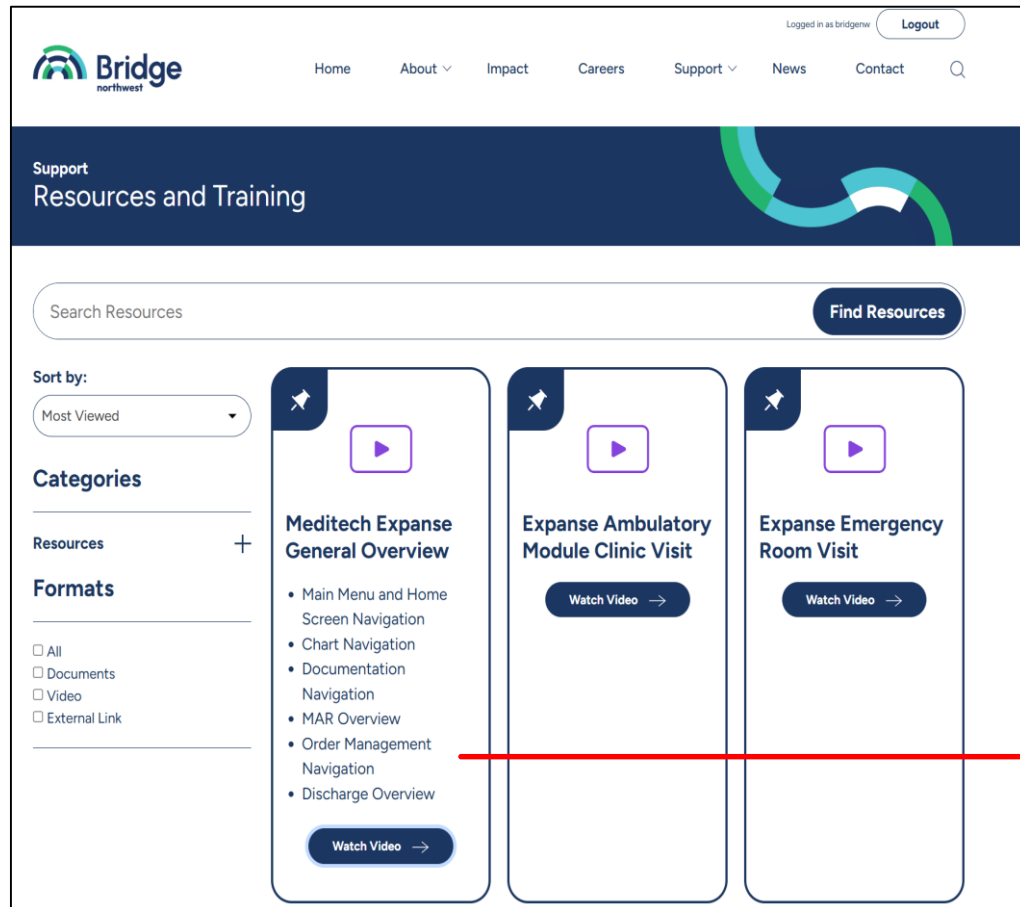 Logged in as bridgenw Logout
Bridge
northwest
Home About Impact Careers Support News Contact
Support
Resources and Training
Search Resources Find Resources
Sort by:
Most Viewed
Categories
Resources
Formats
All
Documents
Video
External Link
Meditech Expanse
General Overview
• Main Menu and Home
Screen Navigation
• Chart Navigation
• Documentation
Navigation
• MAR Overview
• Order Management
Navigation
• Discharge Overview
Watch Video →
Expanse Ambulatory
Module Clinic Visit
Watch Video →
Expanse Emergency
Room Visit
Watch Video →